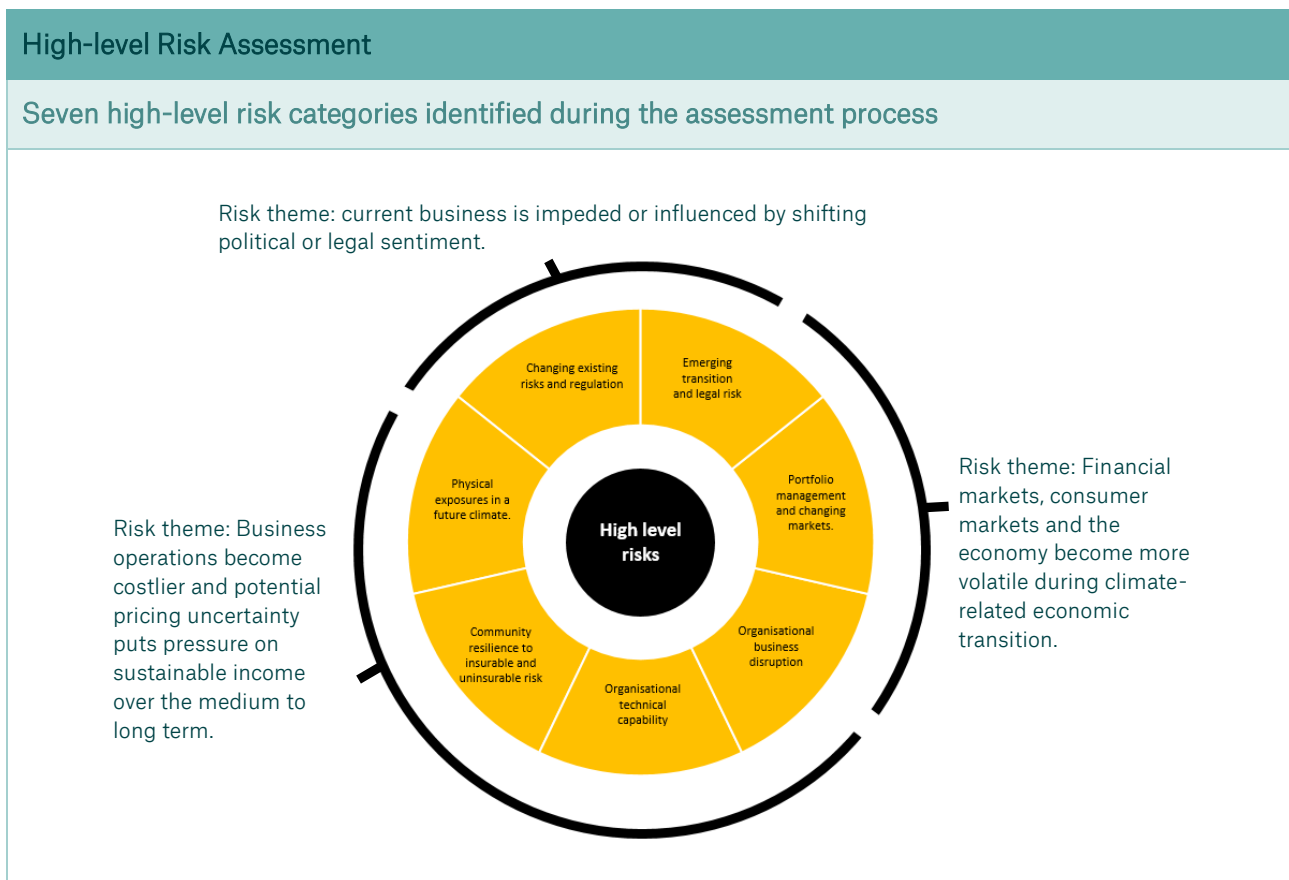 High-level Risk Assessment
Seven high-level risk categories identified during the assessment process
Risk theme: current business is impeded or influenced by shifting
political or legal sentiment.
Changing existing
risks and regulation
Emerging
transition
and legal risk
Physical
exposures in a
future climate.
Portfolio
management
and changing
markets.
High level
risks
Risk theme: Financial
markets, consumer
markets and the
economy become more
volatile during climate-
related economic
transition.
Risk theme: Business
operations become
costlier and potential
pricing uncertainty
puts pressure on
sustainable income
over the medium to
long term.
Community
resilience to
insurable and
uninsurable risk
Organisational
technical
capability
Organisational
business
disruption